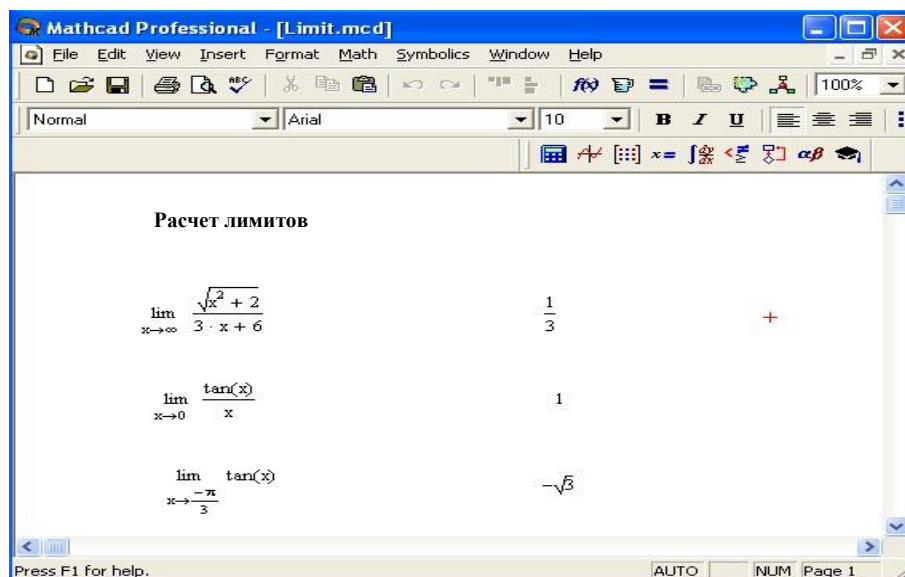 Mathcad Professional - [Limit.mcd]
File Edit View Insert Format Math Symbolics Window Help
100%
Normal Arial 10 B I U
αβ
Расчет лимитов
lim x→∞ √(x² + 2) / (3 · x + 6) 1/3
lim x→0 tan(x) / x 1
lim x→ -π/3 tan(x) -√3
Press F1 for help. AUTO NUM Page 1